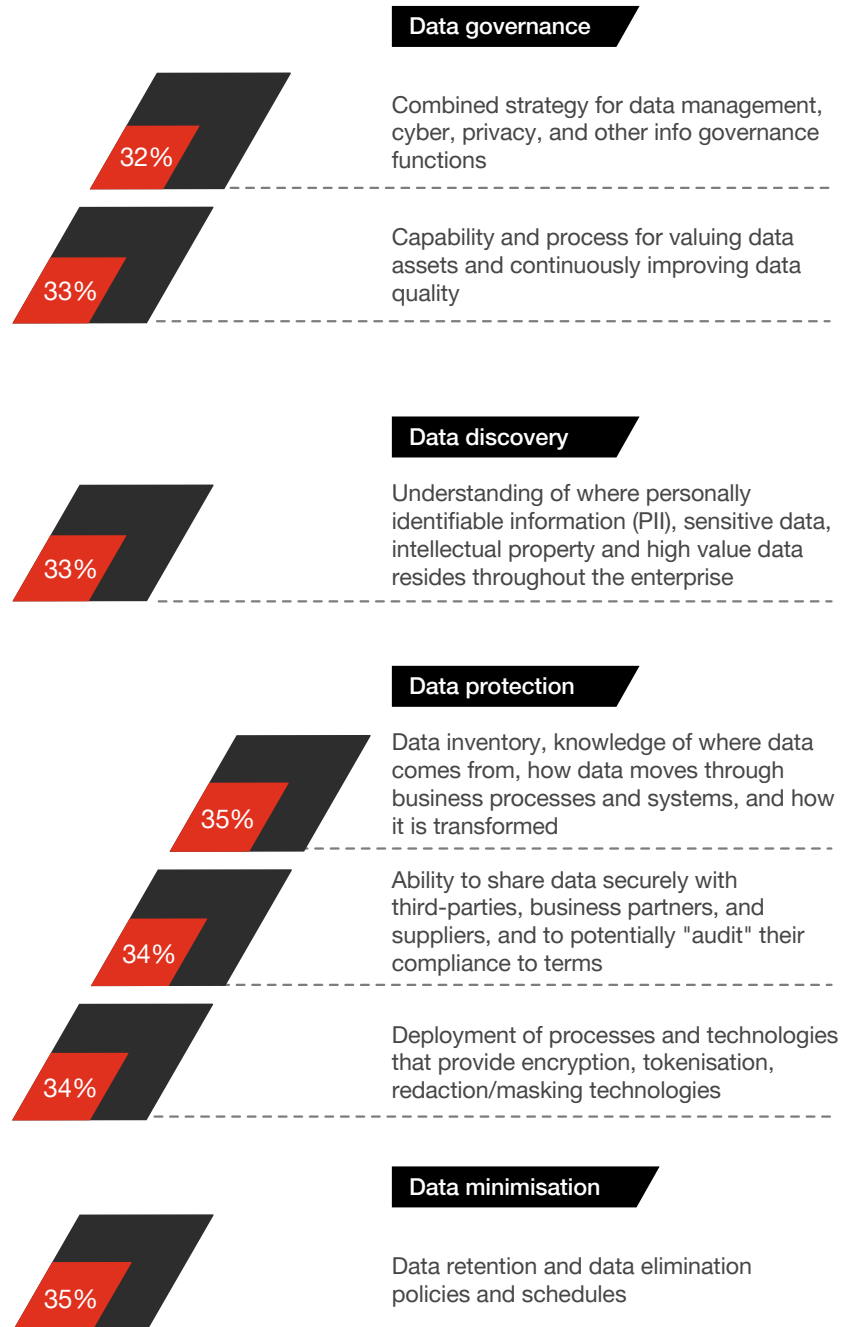 Data governance
32%
Combined strategy for data management,
cyber, privacy, and other info governance
functions
33%
Capability and process for valuing data
assets and continuously improving data
quality
Data discovery
33%
Understanding of where personally
identifiable information (PII), sensitive data,
intellectual property and high value data
resides throughout the enterprise
Data protection
35%
Data inventory, knowledge of where data
comes from, how data moves through
business processes and systems, and how
it is transformed
34%
Ability to share data securely with
third-parties, business partners, and
suppliers, and to potentially "audit" their
compliance to terms
34%
Deployment of processes and technologies
that provide encryption, tokenisation,
redaction/masking technologies
Data minimisation
35%
Data retention and data elimination
policies and schedules